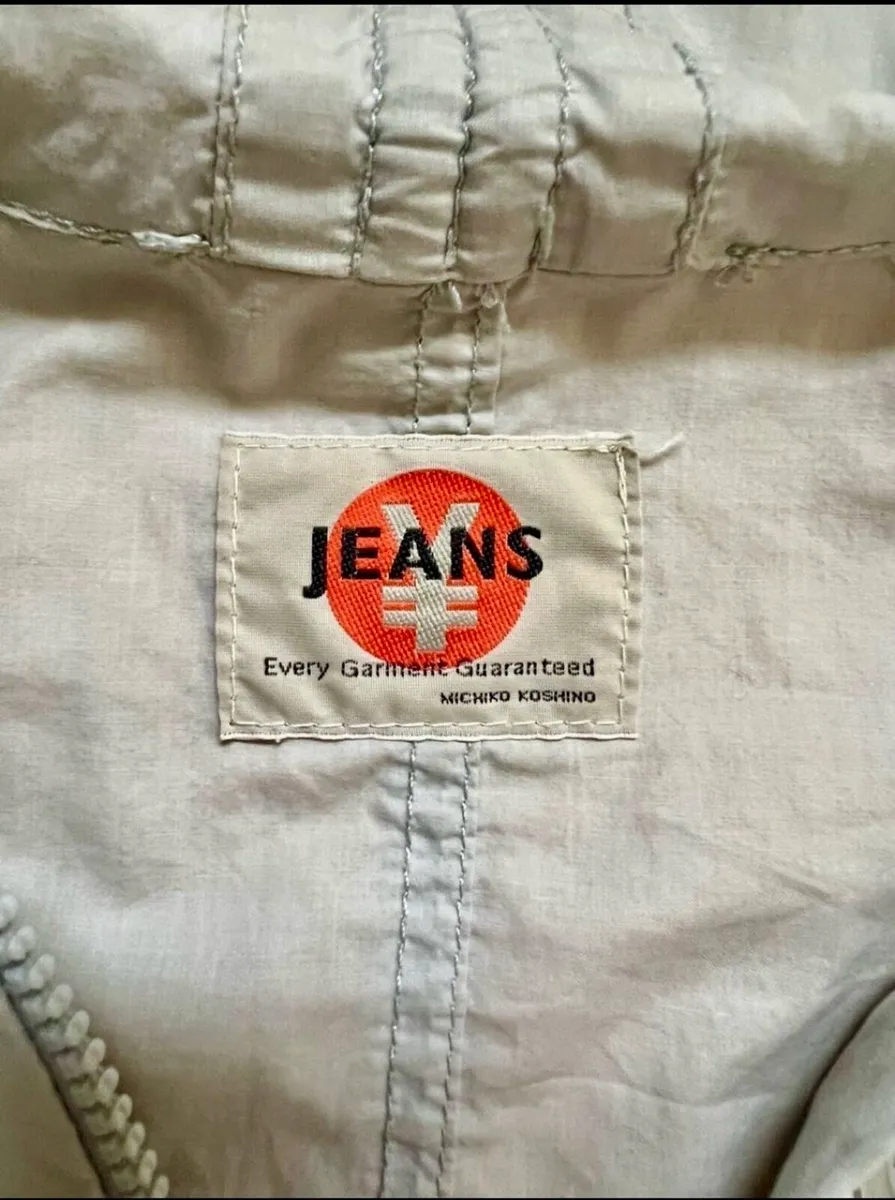 ¥
JEANS
Every Garment Guaranteed
MICHIKO KOSHINO